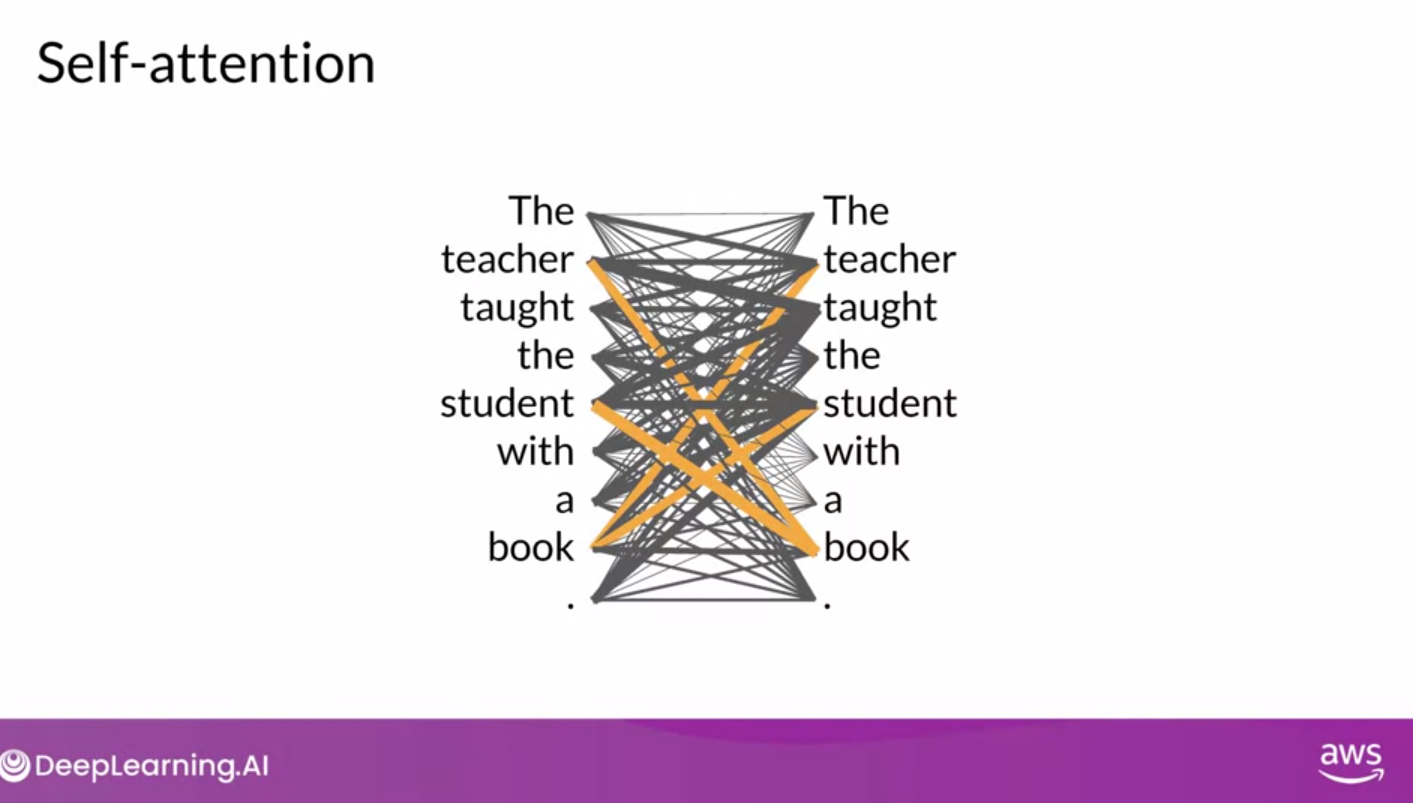 Self-attention
The The
teacher teacher
taught taught
the the
student student
with with
a a
book book
. .
DeepLearning.AI
aws